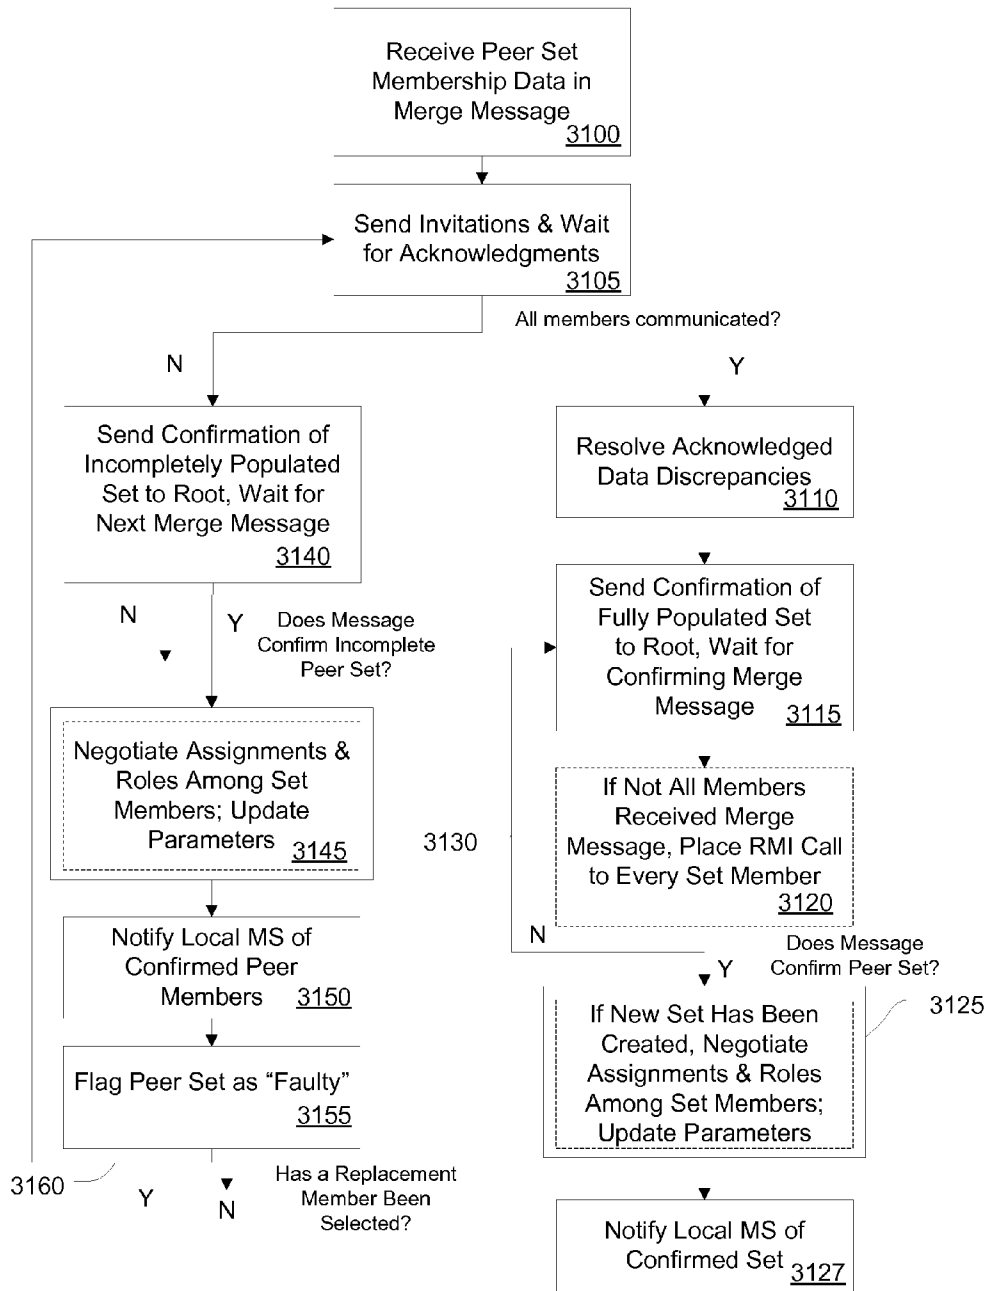 Receive Peer Set
Membership Data in
Merge Message
3100
Send Invitations & Wait
for Acknowledgments
3105
All members communicated?
N
Y
Send Confirmation of
Incompletely Populated
Set to Root, Wait for
Next Merge Message
3140
Resolve Acknowledged
Data Discrepancies
3110
N
Y
Does Message
Confirm Incomplete
Peer Set?
Send Confirmation of
Fully Populated Set
to Root, Wait for
Confirming Merge
Message
3115
Negotiate Assignments &
Roles Among Set
Members; Update
Parameters
3145
3130
If Not All Members
Received Merge
Message, Place RMI Call
to Every Set Member
3120
N
Y
Does Message
Confirm Peer Set?
Notify Local MS of
Confirmed Peer
Members
3150
3125
If New Set Has Been
Created, Negotiate
Assignments & Roles
Among Set Members;
Update Parameters
Flag Peer Set as “Faulty”
3155
3160
Y
N
Has a Replacement
Member Been
Selected?
Notify Local MS of
Confirmed Set
3127